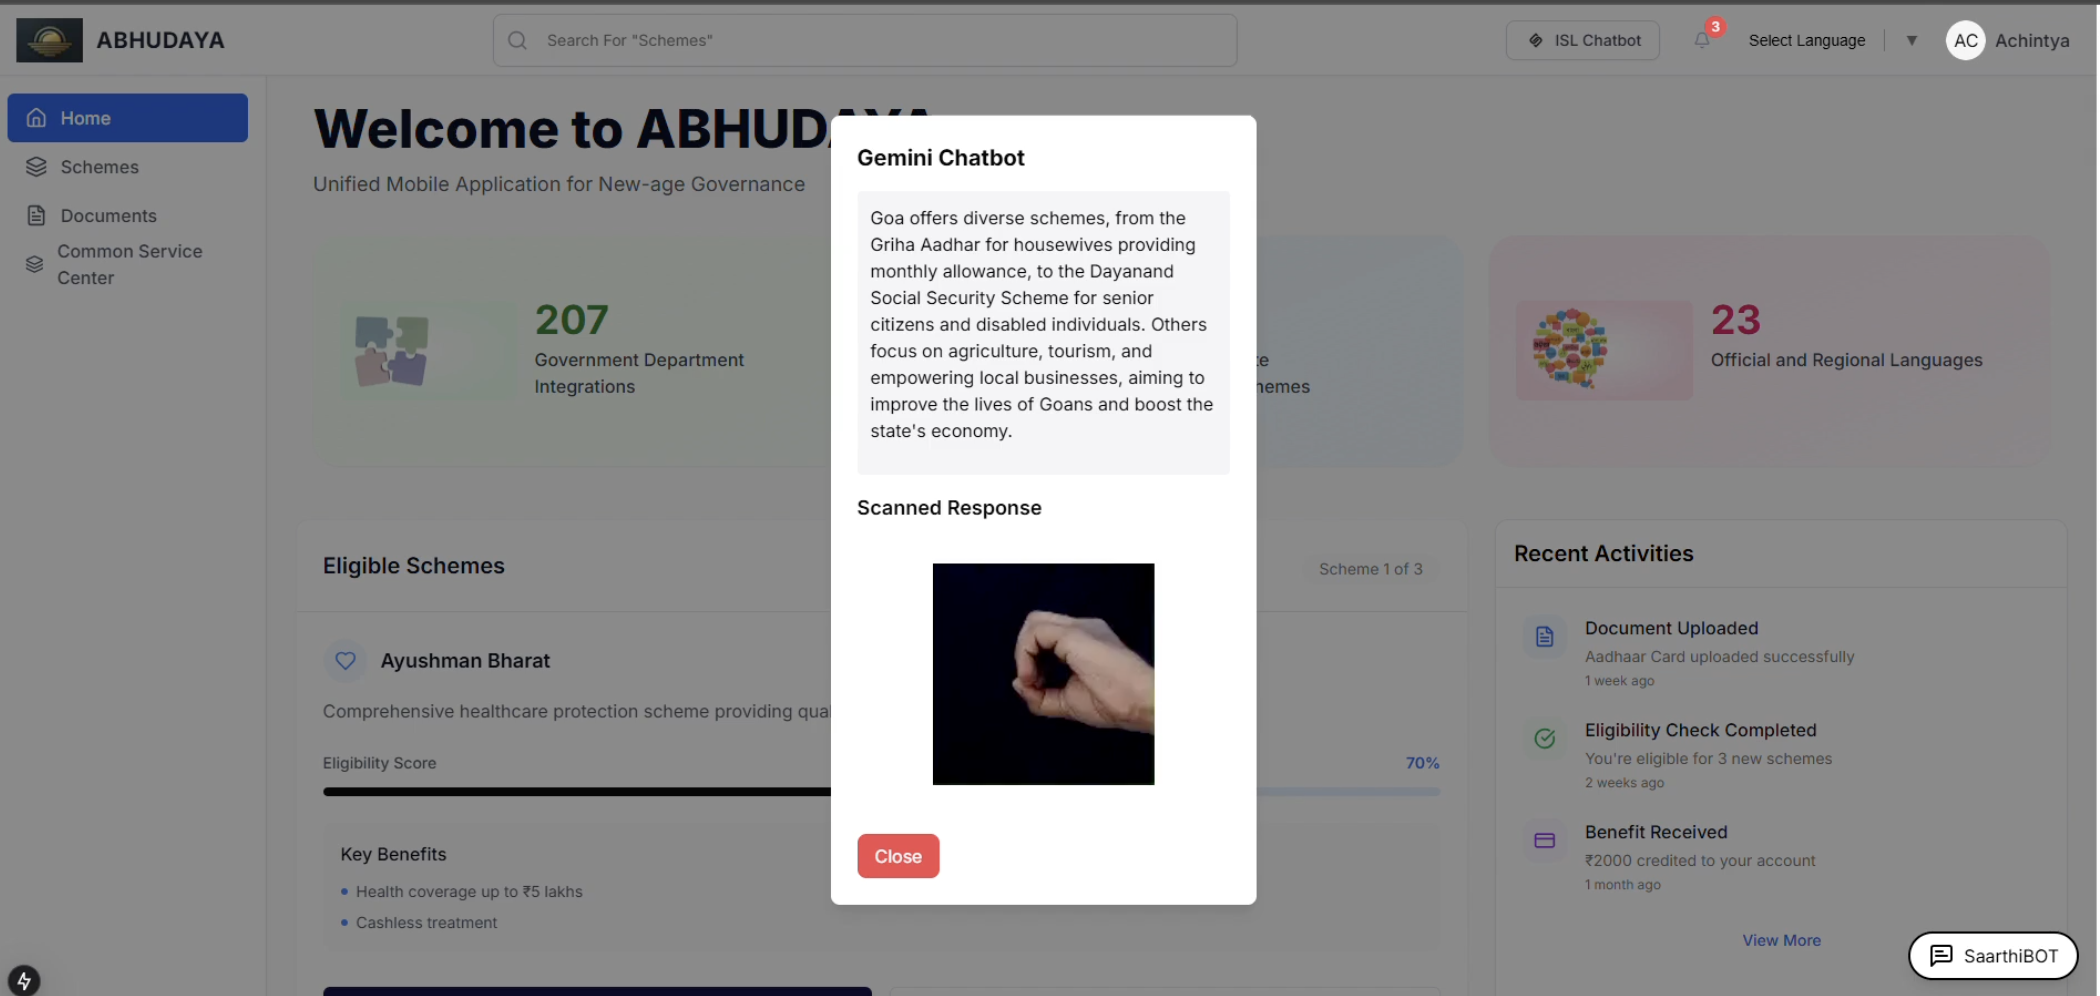 ABHUDAYA
Search For "Schemes"
ISL Chatbot
3
Select Language
▼
AC
Achintya
Home
Schemes
Documents
Common Service
Center
Welcome to ABHUDAYA
Unified Mobile Application for New-age Governance
207
Government Department
Integrations
te
hemes
23
Official and Regional Languages
Gemini Chatbot
Goa offers diverse schemes, from the
Griha Aadhar for housewives providing
monthly allowance, to the Dayanand
Social Security Scheme for senior
citizens and disabled individuals. Others
focus on agriculture, tourism, and
empowering local businesses, aiming to
improve the lives of Goans and boost the
state's economy.
Scanned Response
Close
Eligible Schemes
Scheme 1 of 3
Ayushman Bharat
Comprehensive healthcare protection scheme providing qual
Eligibility Score
70%
Key Benefits
Health coverage up to ₹5 lakhs
Cashless treatment
Recent Activities
Document Uploaded
Aadhaar Card uploaded successfully
1 week ago
Eligibility Check Completed
You're eligible for 3 new schemes
2 weeks ago
Benefit Received
₹2000 credited to your account
1 month ago
View More
SaarthiBOT